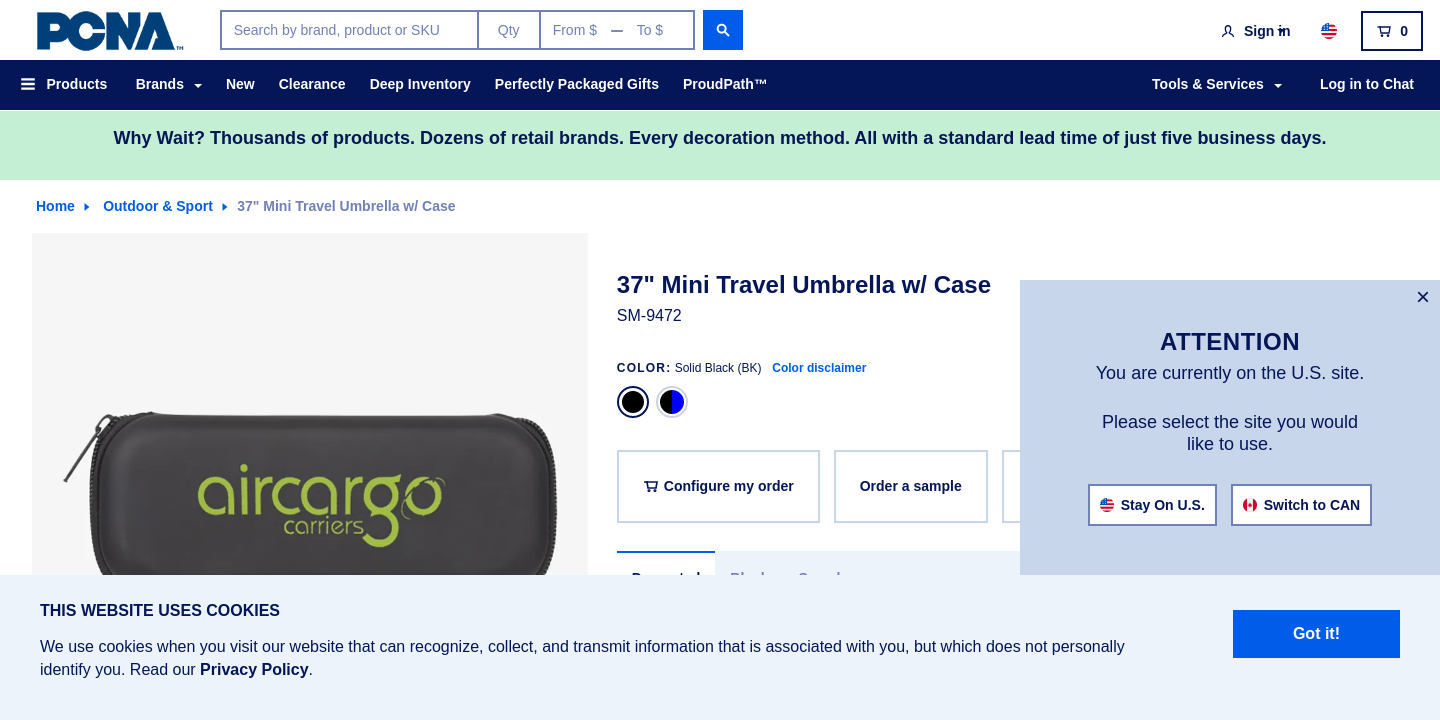 PCNA™
Search by brand, product or SKU
Qty
From $ — To $
Sign in
0
Products
Brands
New
Clearance
Deep Inventory
Perfectly Packaged Gifts
ProudPath™
Tools & Services
Log in to Chat
Why Wait? Thousands of products. Dozens of retail brands. Every decoration method. All with a standard lead time of just five business days.
Home
Outdoor & Sport
37" Mini Travel Umbrella w/ Case
aircargo
carriers
37" Mini Travel Umbrella w/ Case
SM-9472
COLOR: Solid Black (BK) Color disclaimer
Configure my order
Order a sample
×
ATTENTION
You are currently on the U.S. site.
Please select the site you would
like to use.
Stay On U.S.
Switch to CAN
THIS WEBSITE USES COOKIES
We use cookies when you visit our website that can recognize, collect, and transmit information that is associated with you, but which does not personally
identify you. Read our Privacy Policy.
Got it!